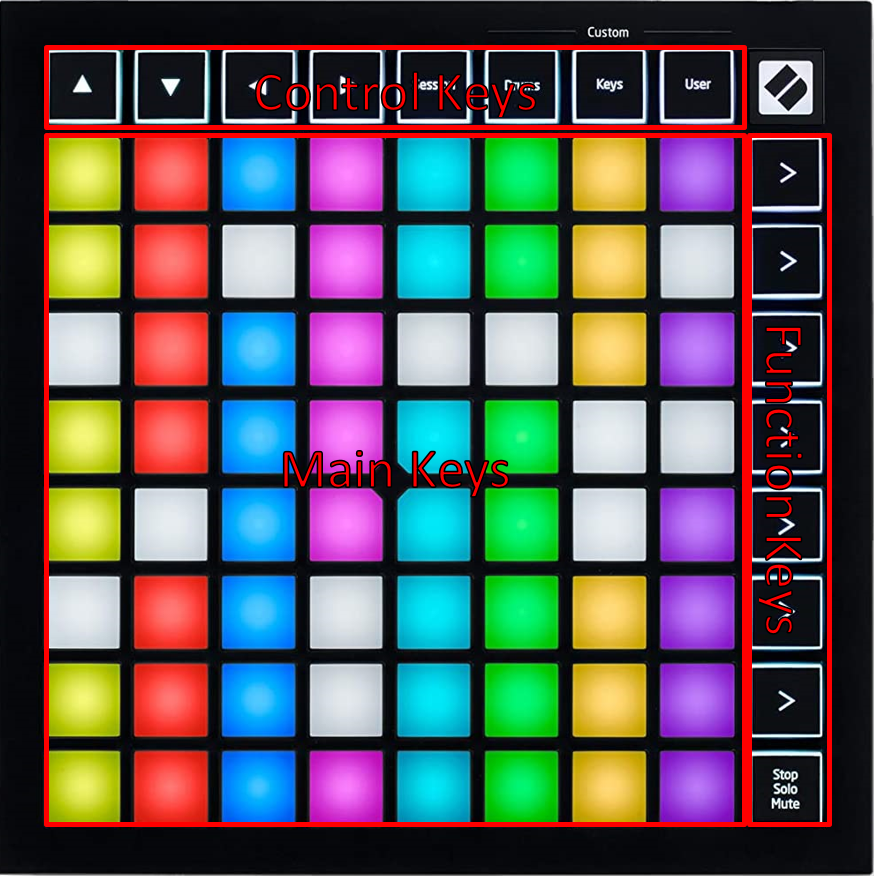 Custom
Control Keys
Keys User
Main Keys
Function Keys
Stop
Solo
Mute